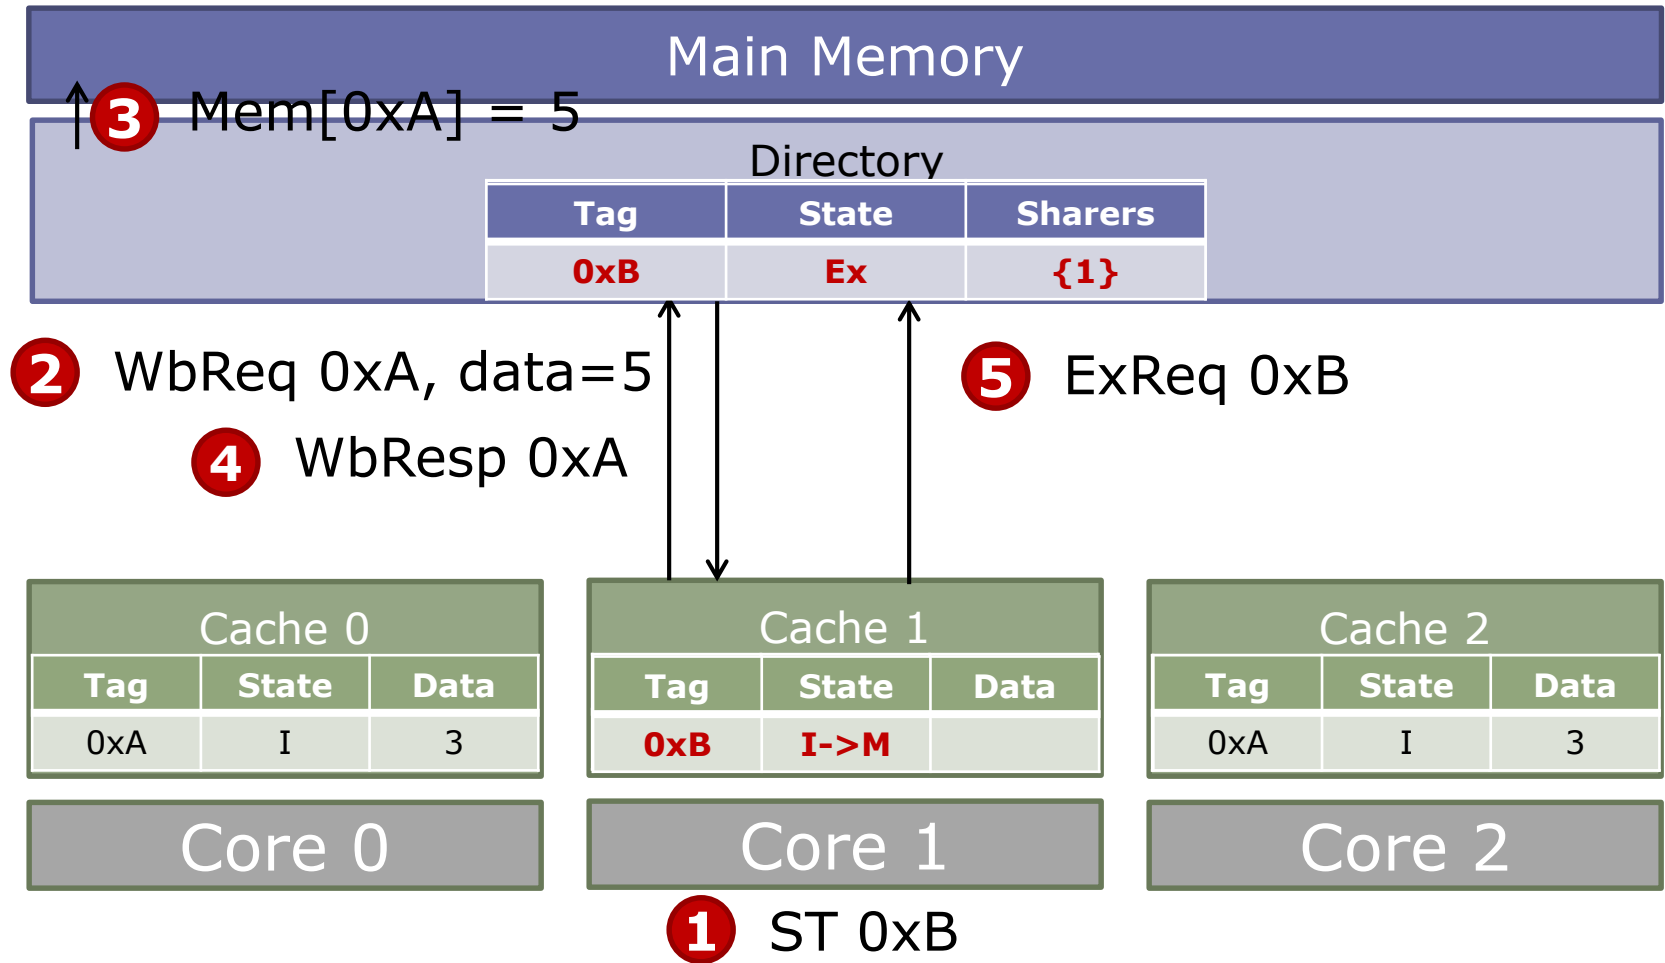 Main Memory
3 Mem[0xA] = 5
Directory
Tag State Sharers
0xB Ex {1}
2 WbReq 0xA, data=5
5 ExReq 0xB
4 WbResp 0xA
Cache 0
Tag State Data
0xA I 3
Core 0
Cache 1
Tag State Data
0xB I->M
Core 1
Cache 2
Tag State Data
0xA I 3
Core 2
1 ST 0xB